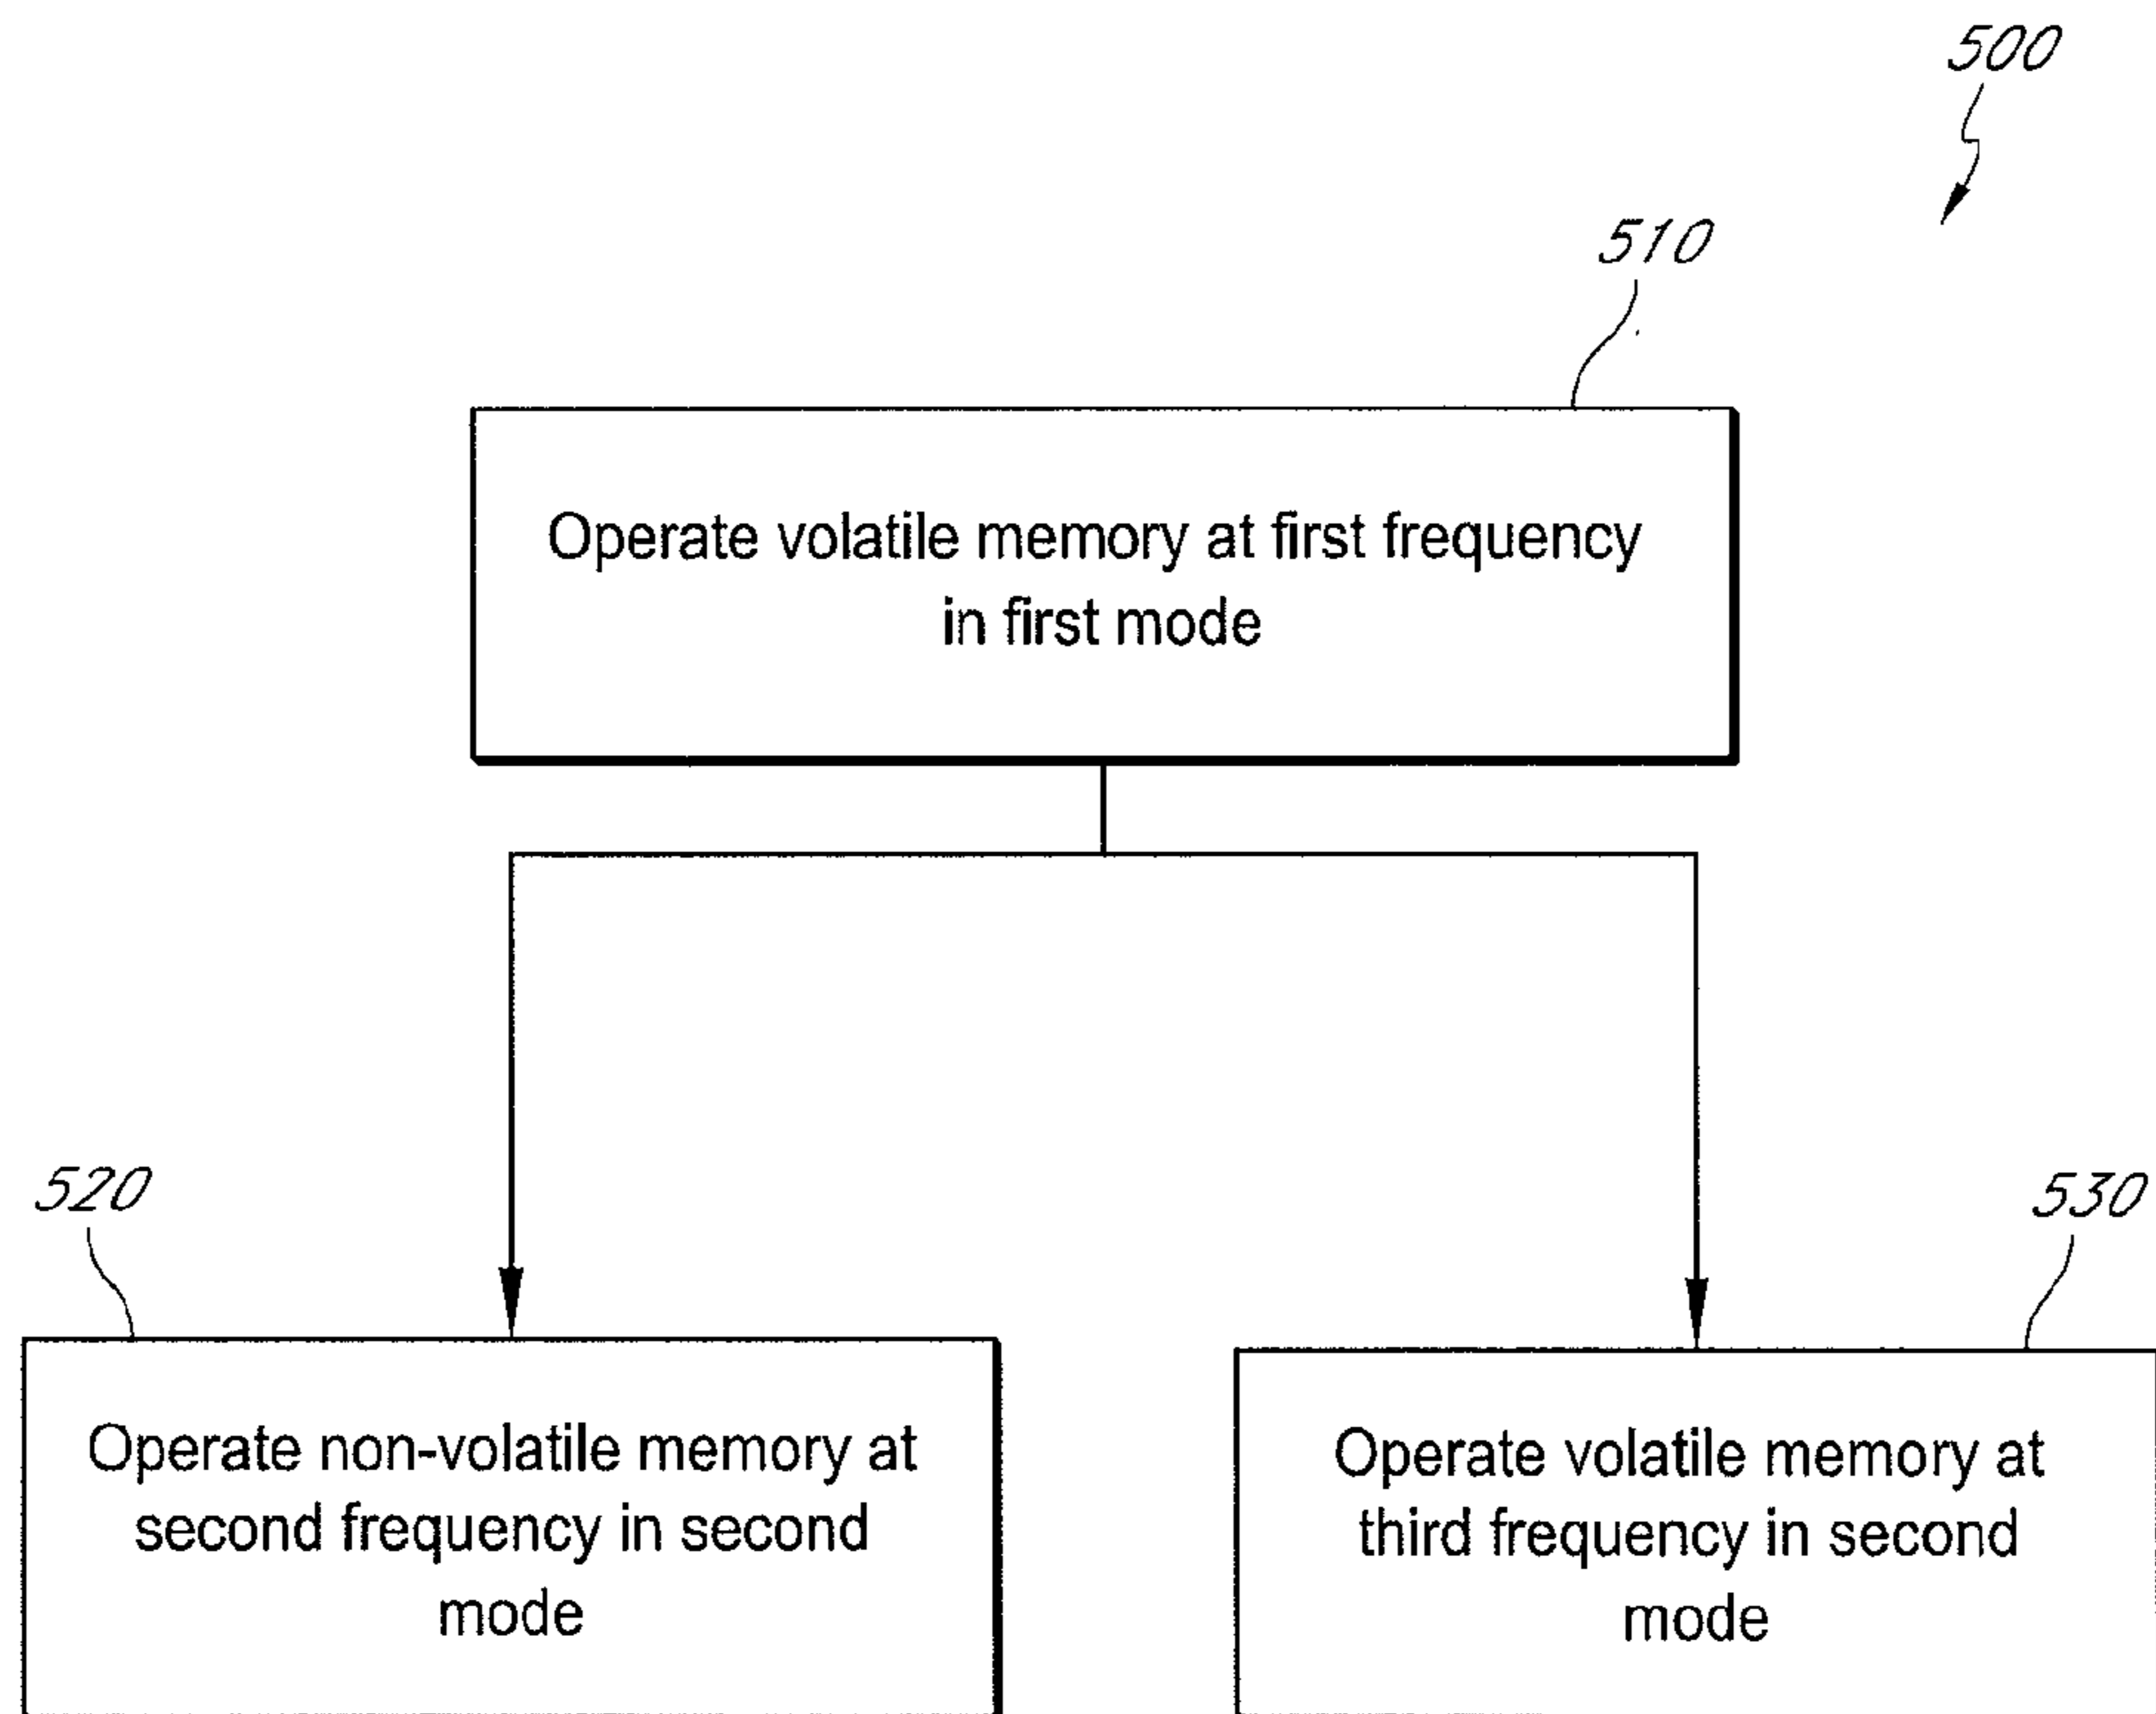 500
510
Operate volatile memory at first frequency
in first mode
520
530
Operate non-volatile memory at
second frequency in second
mode
Operate volatile memory at
third frequency in second
mode